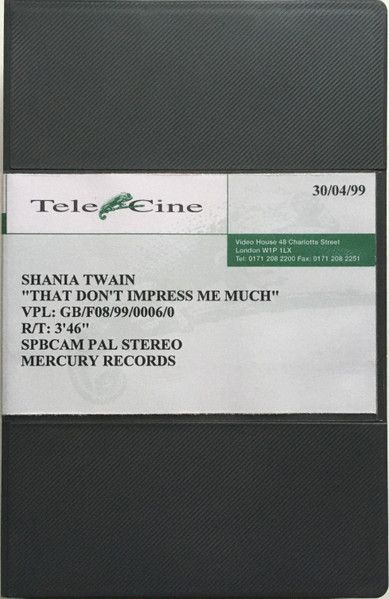 30/04/99
Tele Cine
Video House 48 Charlotte Street
London W1P 1LX
Tel: 0171 208 2200 Fax: 0171 208 2251
SHANIA TWAIN
"THAT DON'T IMPRESS ME MUCH"
VPL: GB/F08/99/0006/0
R/T: 3'46"
SPBCAM PAL STEREO
MERCURY RECORDS